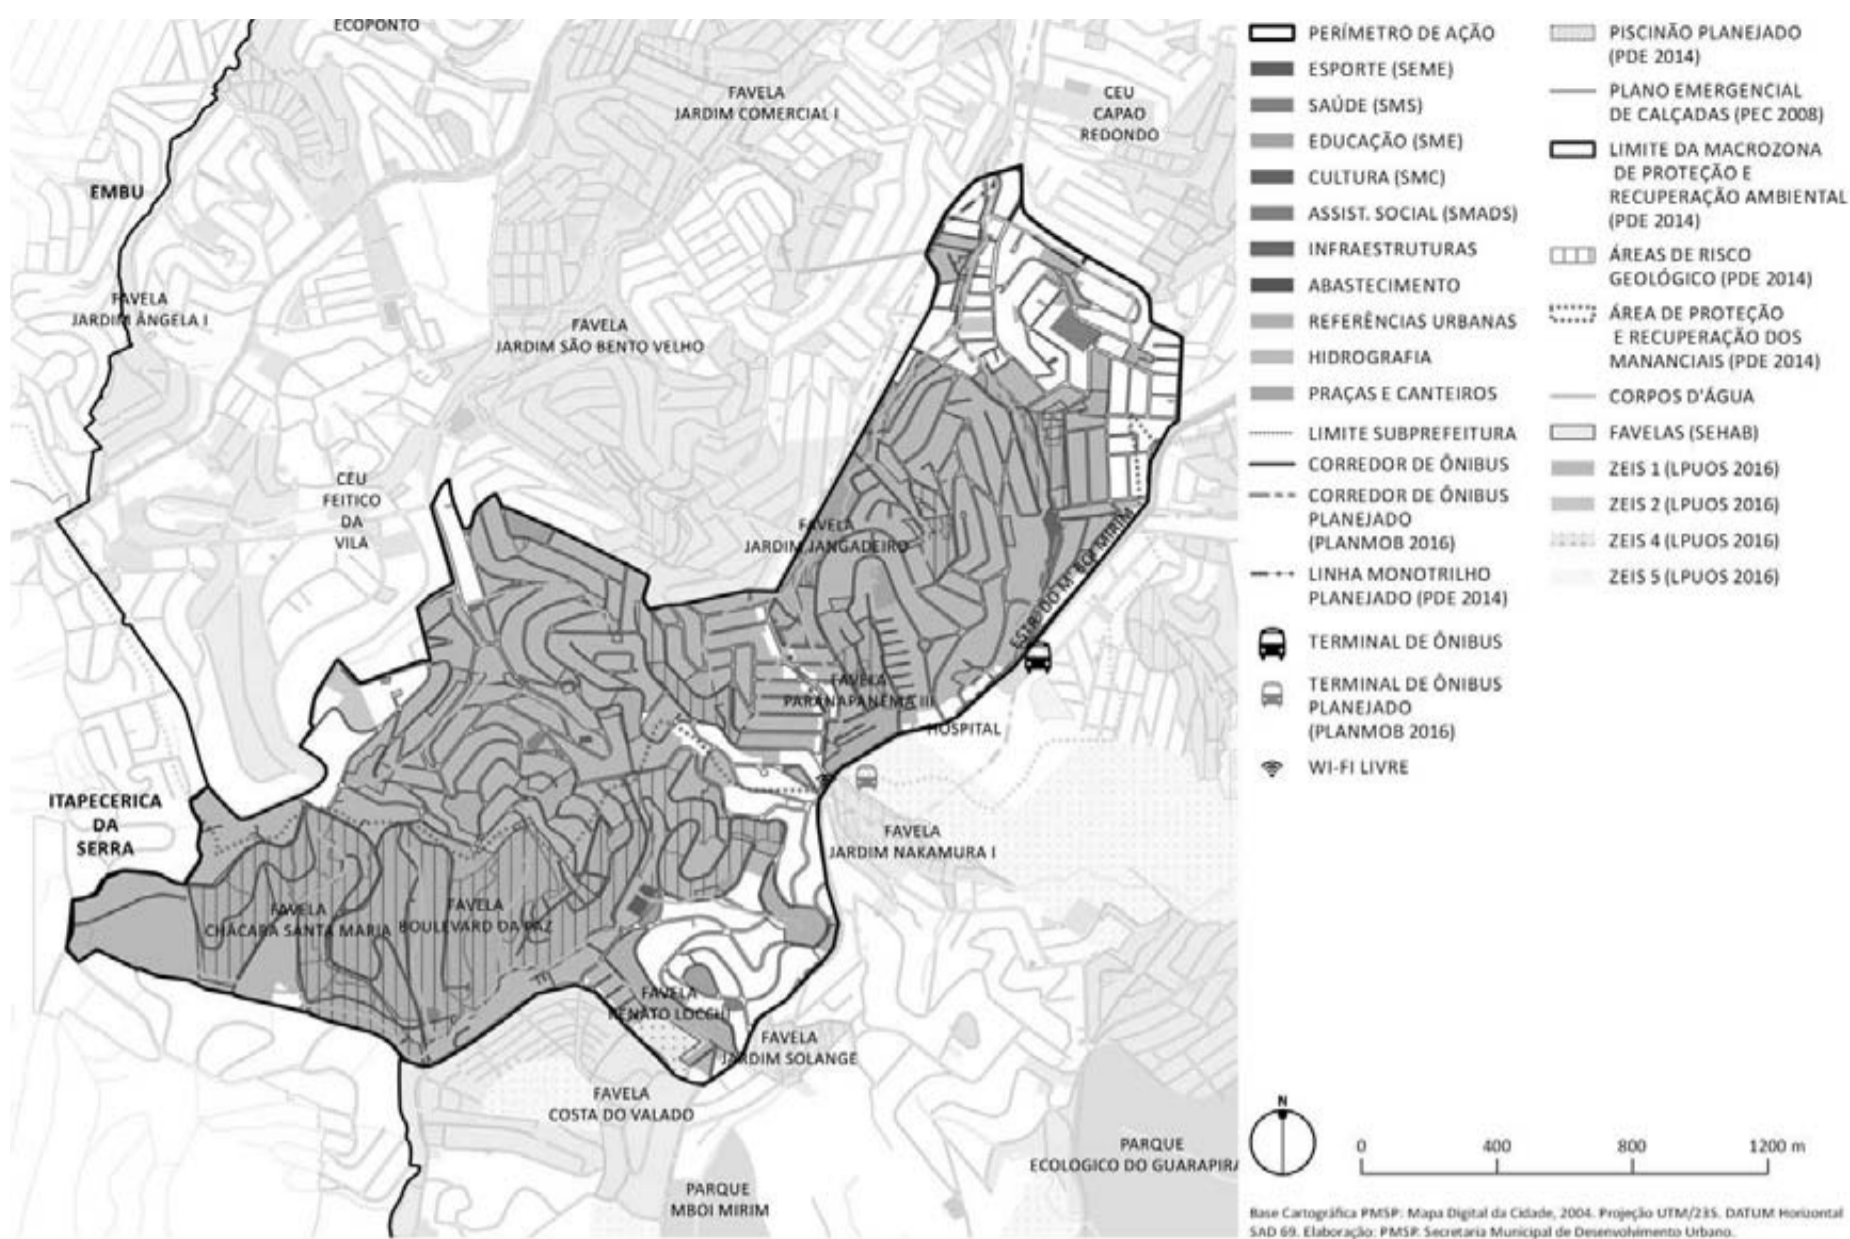 ECOPONTO
FAVELA
JARDIM COMERCIAL I
CEU
CAPAO
REDONDO
EMBU
FAVELA
JARDIM ÂNGELA I
FAVELA
JARDIM SÃO BENTO VELHO
CEU
FEITIÇO
DA
VILA
FAVELA
JARDIM JANGADEIRO
ESTR. DO M' BOI MIRIM
FAVELA
PARANAPANEMA III
HOSPITAL
ITAPECERICA
DA
SERRA
FAVELA
JARDIM NAKAMURA I
FAVELA
CHÁCARA SANTA MARIA
FAVELA
BOULEVARD DA PAZ
FAVELA
RENATO LOCCHI
FAVELA
JARDIM SOLANGE
FAVELA
COSTA DO VALADO
PARQUE
ECOLOGICO DO GUARAPIRA
PARQUE
MBOI MIRIM
PERÍMETRO DE AÇÃO
ESPORTE (SEME)
SAÚDE (SMS)
EDUCAÇÃO (SME)
CULTURA (SMC)
ASSIST. SOCIAL (SMADS)
INFRAESTRUTURAS
ABASTECIMENTO
REFERÊNCIAS URBANAS
HIDROGRAFIA
PRAÇAS E CANTEIROS
LIMITE SUBPREFEITURA
CORREDOR DE ÔNIBUS
CORREDOR DE ÔNIBUS
PLANEJADO
(PLANMOB 2016)
LINHA MONOTRILHO
PLANEJADO (PDE 2014)
TERMINAL DE ÔNIBUS
TERMINAL DE ÔNIBUS
PLANEJADO
(PLANMOB 2016)
WI-FI LIVRE
PISCINÃO PLANEJADO
(PDE 2014)
PLANO EMERGENCIAL
DE CALÇADAS (PEC 2008)
LIMITE DA MACROZONA
DE PROTEÇÃO E
RECUPERAÇÃO AMBIENTAL
(PDE 2014)
ÁREAS DE RISCO
GEOLÓGICO (PDE 2014)
ÁREA DE PROTEÇÃO
E RECUPERAÇÃO DOS
MANANCIAIS (PDE 2014)
CORPOS D'ÁGUA
FAVELAS (SEHAB)
ZEIS 1 (LPUOS 2016)
ZEIS 2 (LPUOS 2016)
ZEIS 4 (LPUOS 2016)
ZEIS 5 (LPUOS 2016)
N
0 400 800 1200 m
Base Cartográfica PMSP: Mapa Digital da Cidade, 2004. Projeção UTM/23S. DATUM Horizontal
SAD 69. Elaboração: PMSP. Secretaria Municipal de Desenvolvimento Urbano.